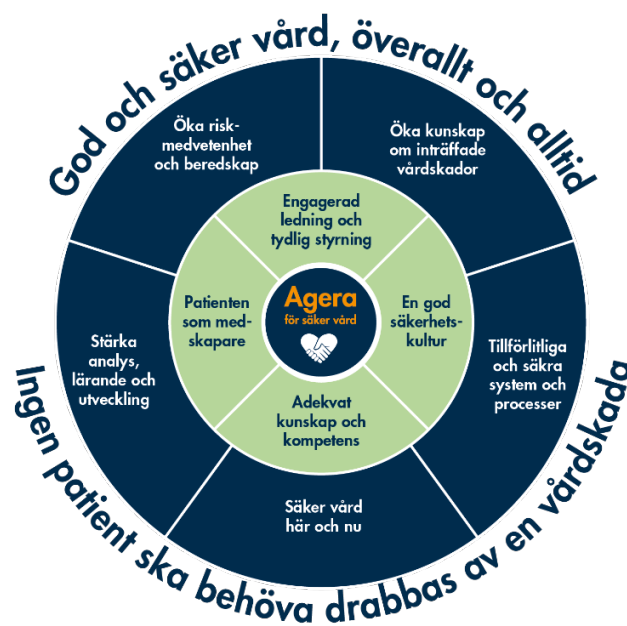 God och säker vård, överallt och alltid
Öka risk-
medvetenhet
och beredskap
Öka kunskap
om inträffade
vårdskador
Engagerad
ledning och
tydlig styrning
Patienten
som med-
skapare
Agera
för säker vård
En god
säkerhets-
kultur
Stärka
analys,
lärande och
utveckling
Tillförlitliga
och säkra
system och
processer
Adekvat
kunskap och
kompetens
Säker vård
här och nu
Ingen patient ska behöva drabbas av en vårdskada